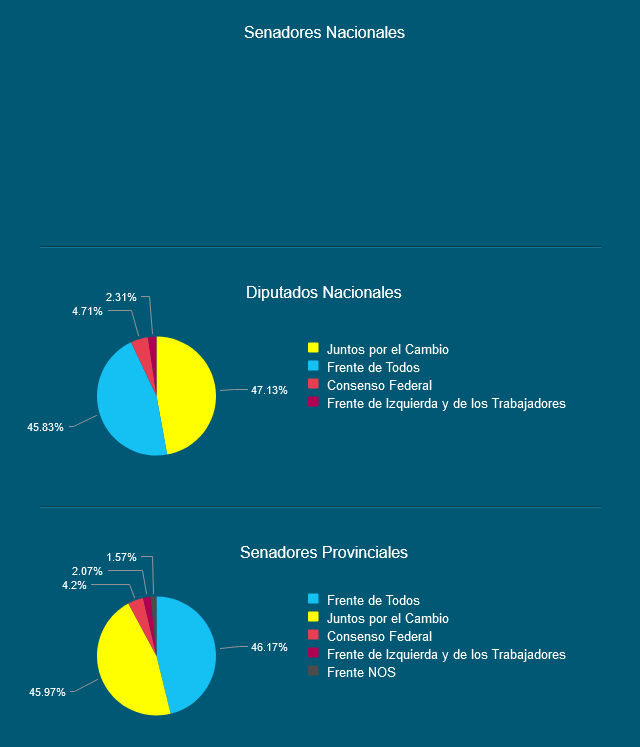 Senadores Nacionales
Diputados Nacionales
2.31%
4.71%
47.13%
45.83%
Juntos por el Cambio
Frente de Todos
Consenso Federal
Frente de Izquierda y de los Trabajadores
Senadores Provinciales
1.57%
2.07%
4.2%
46.17%
45.97%
Frente de Todos
Juntos por el Cambio
Consenso Federal
Frente de Izquierda y de los Trabajadores
Frente NOS